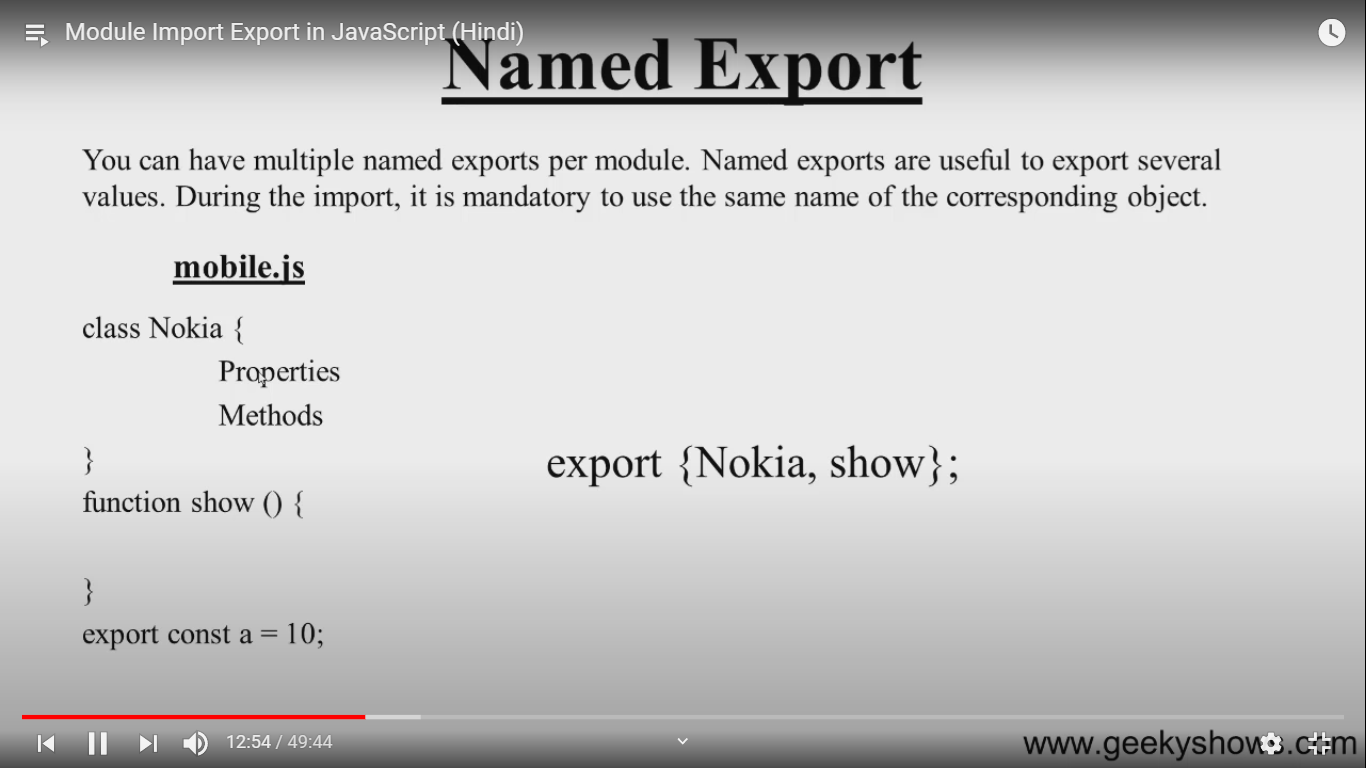 Module Import Export in JavaScript (Hindi)
Named Export
You can have multiple named exports per module. Named exports are useful to export several
values. During the import, it is mandatory to use the same name of the corresponding object.
mobile.js
class Nokia {
Properties
Methods
}
export {Nokia, show};
function show () {
}
export const a = 10;
12:54 / 49:44
www.geekyshows.com